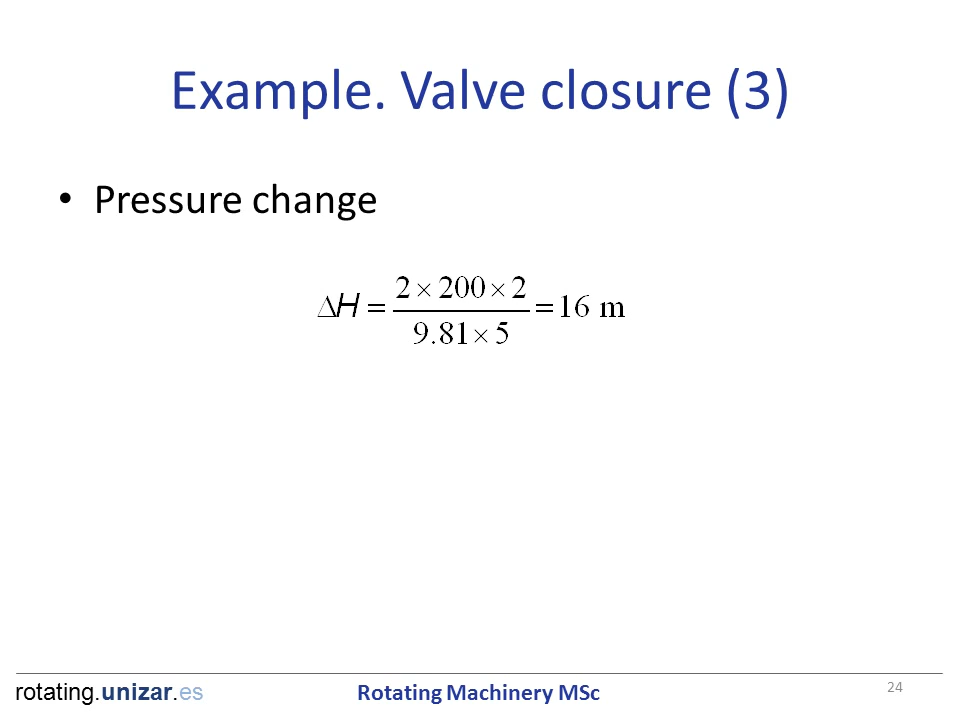 Example. Valve closure (3)
• Pressure change
ΔH = 2 × 200 × 2 / 9.81 × 5 = 16 m
rotating.unizar.es Rotating Machinery MSc 24